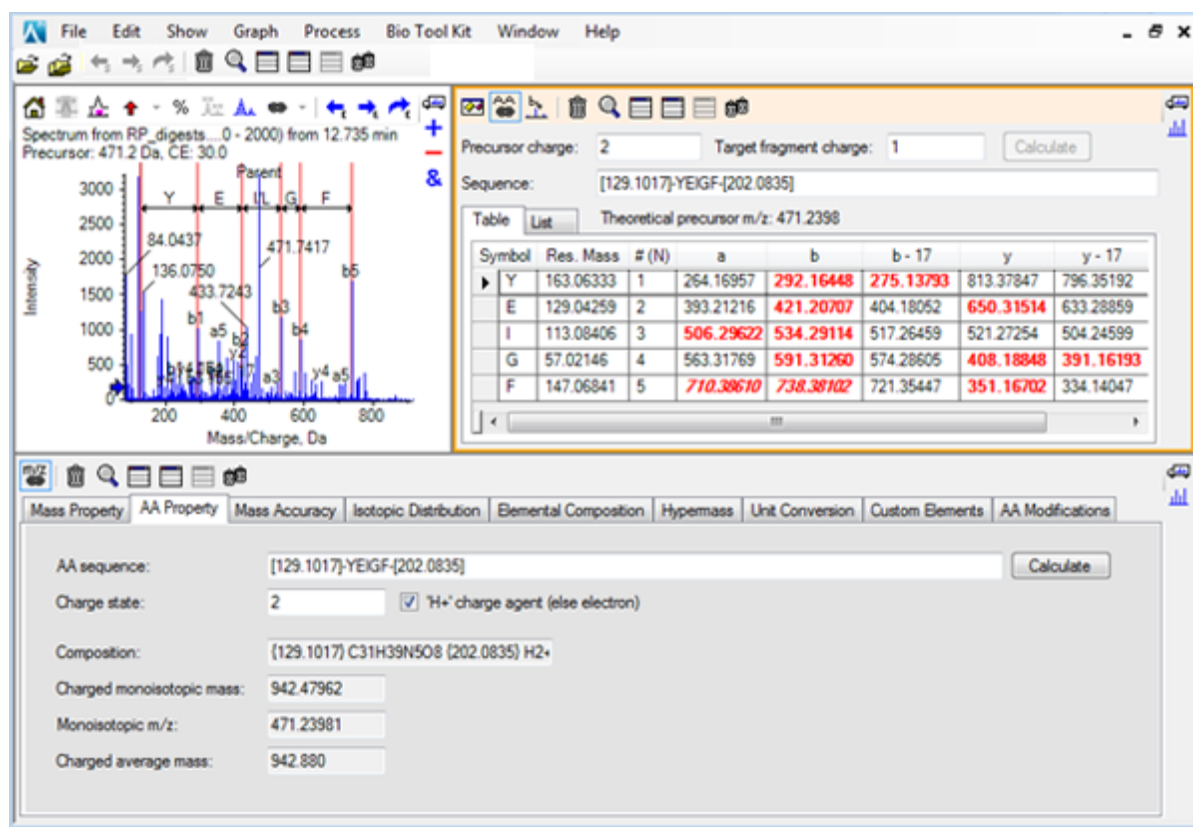 File Edit Show Graph Process Bio Tool Kit Window Help
Spectrum from RP_digests....0 - 2000) from 12.735 min
Precursor: 471.2 Da, CE: 30.0
Parent
Y E I/L G F
3000
2500
2000
1500
1000
500
0
84.0437
136.0750
433.7243
471.7417
b1
a5
b2
y2
b3
b4
b5
a3
y4 a5
200 400 600 800
Intensity
Mass/Charge, Da
Precursor charge: 2 Target fragment charge: 1 Calculate
Sequence: [129.1017]-YEIGF-[202.0835]
Table List Theoretical precursor m/z: 471.2398
Symbol Res. Mass # (N) a b b - 17 y y - 17
Y 163.06333 1 264.16957 292.16448 275.13793 813.37847 796.35192
E 129.04259 2 393.21216 421.20707 404.18052 650.31514 633.28859
I 113.08406 3 506.29622 534.29114 517.26459 521.27254 504.24599
G 57.02146 4 563.31769 591.31260 574.28605 408.18848 391.16193
F 147.06841 5 710.38610 738.38102 721.35447 351.16702 334.14047
Mass Property AA Property Mass Accuracy Isotopic Distribution Elemental Composition Hypermass Unit Conversion Custom Elements AA Modifications
AA sequence: [129.1017]-YEIGF-[202.0835] Calculate
Charge state: 2 'H+' charge agent (else electron)
Composition: {129.1017} C31H39N5O8 {202.0835} H2+
Charged monoisotopic mass: 942.47962
Monoisotopic m/z: 471.23981
Charged average mass: 942.880